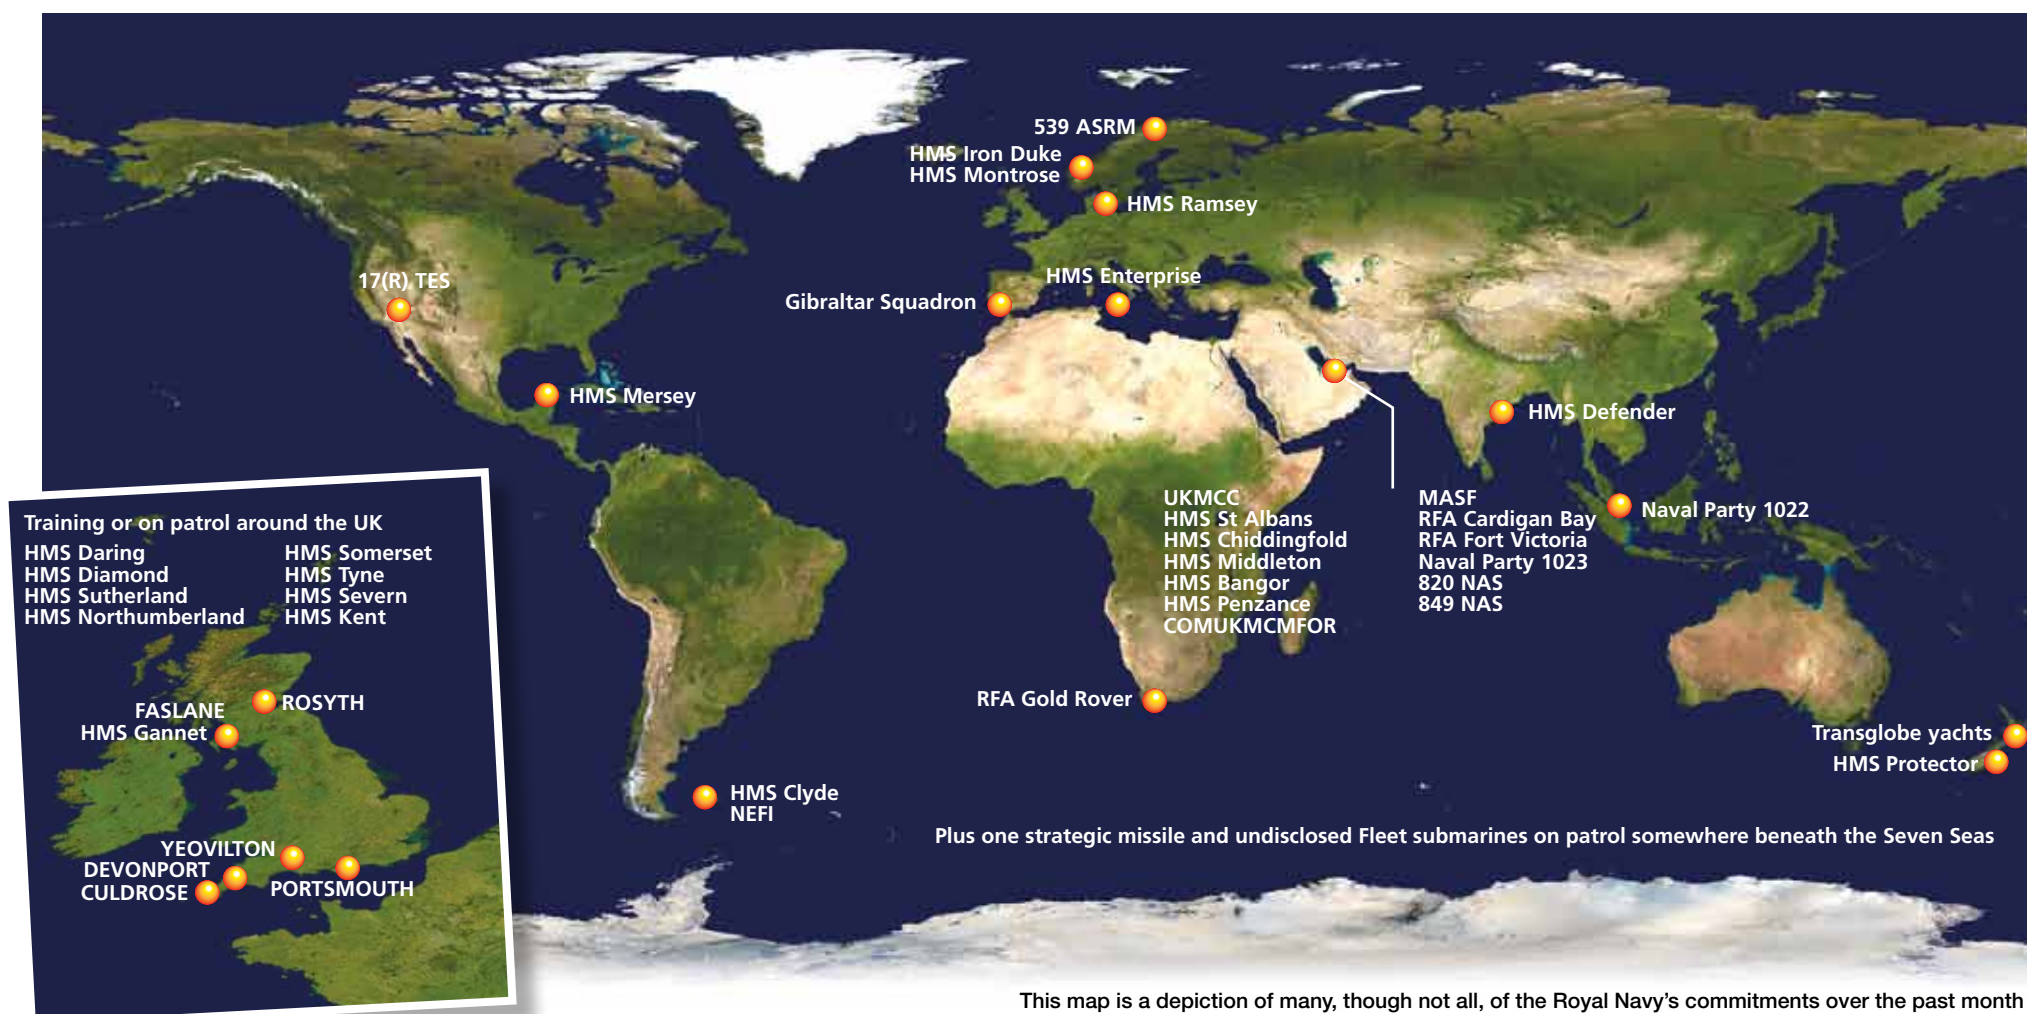 539 ASRM
HMS Iron Duke
HMS Montrose
HMS Ramsey
17(R) TES
HMS Enterprise
Gibraltar Squadron
HMS Mersey
HMS Defender
UKMCC
HMS St Albans
HMS Chiddingfold
HMS Middleton
HMS Bangor
HMS Penzance
COMUKMCMFOR
MASF
RFA Cardigan Bay
RFA Fort Victoria
Naval Party 1023
820 NAS
849 NAS
Naval Party 1022
RFA Gold Rover
Transglobe yachts
HMS Protector
HMS Clyde
NEFI
Plus one strategic missile and undisclosed Fleet submarines on patrol somewhere beneath the Seven Seas
Training or on patrol around the UK
HMS Daring
HMS Diamond
HMS Sutherland
HMS Northumberland
HMS Somerset
HMS Tyne
HMS Severn
HMS Kent
ROSYTH
FASLANE
HMS Gannet
YEOVILTON
DEVONPORT
CULDROSE
PORTSMOUTH
This map is a depiction of many, though not all, of the Royal Navy’s commitments over the past month